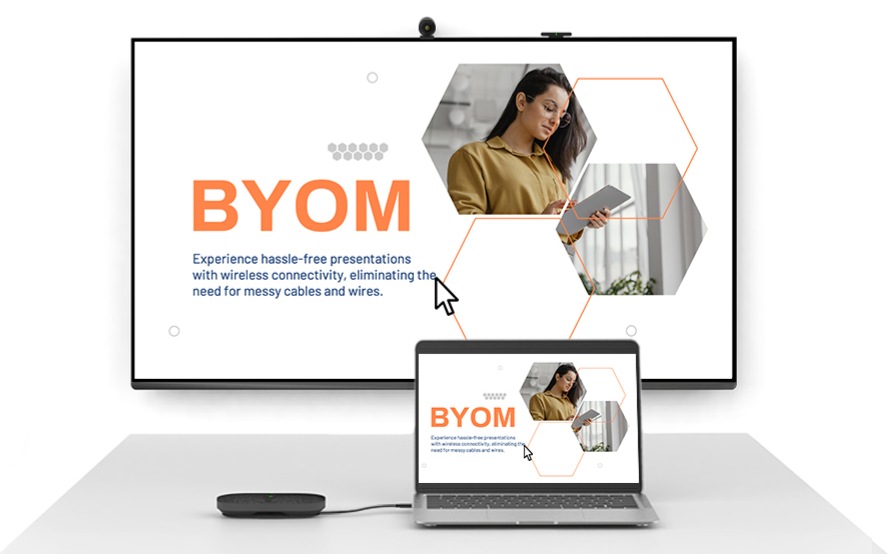 BYOM
Experience hassle-free presentations
with wireless connectivity, eliminating the
need for messy cables and wires.
BYOM
Experience hassle-free presentations
with wireless connectivity, eliminating the
need for messy cables and wires.